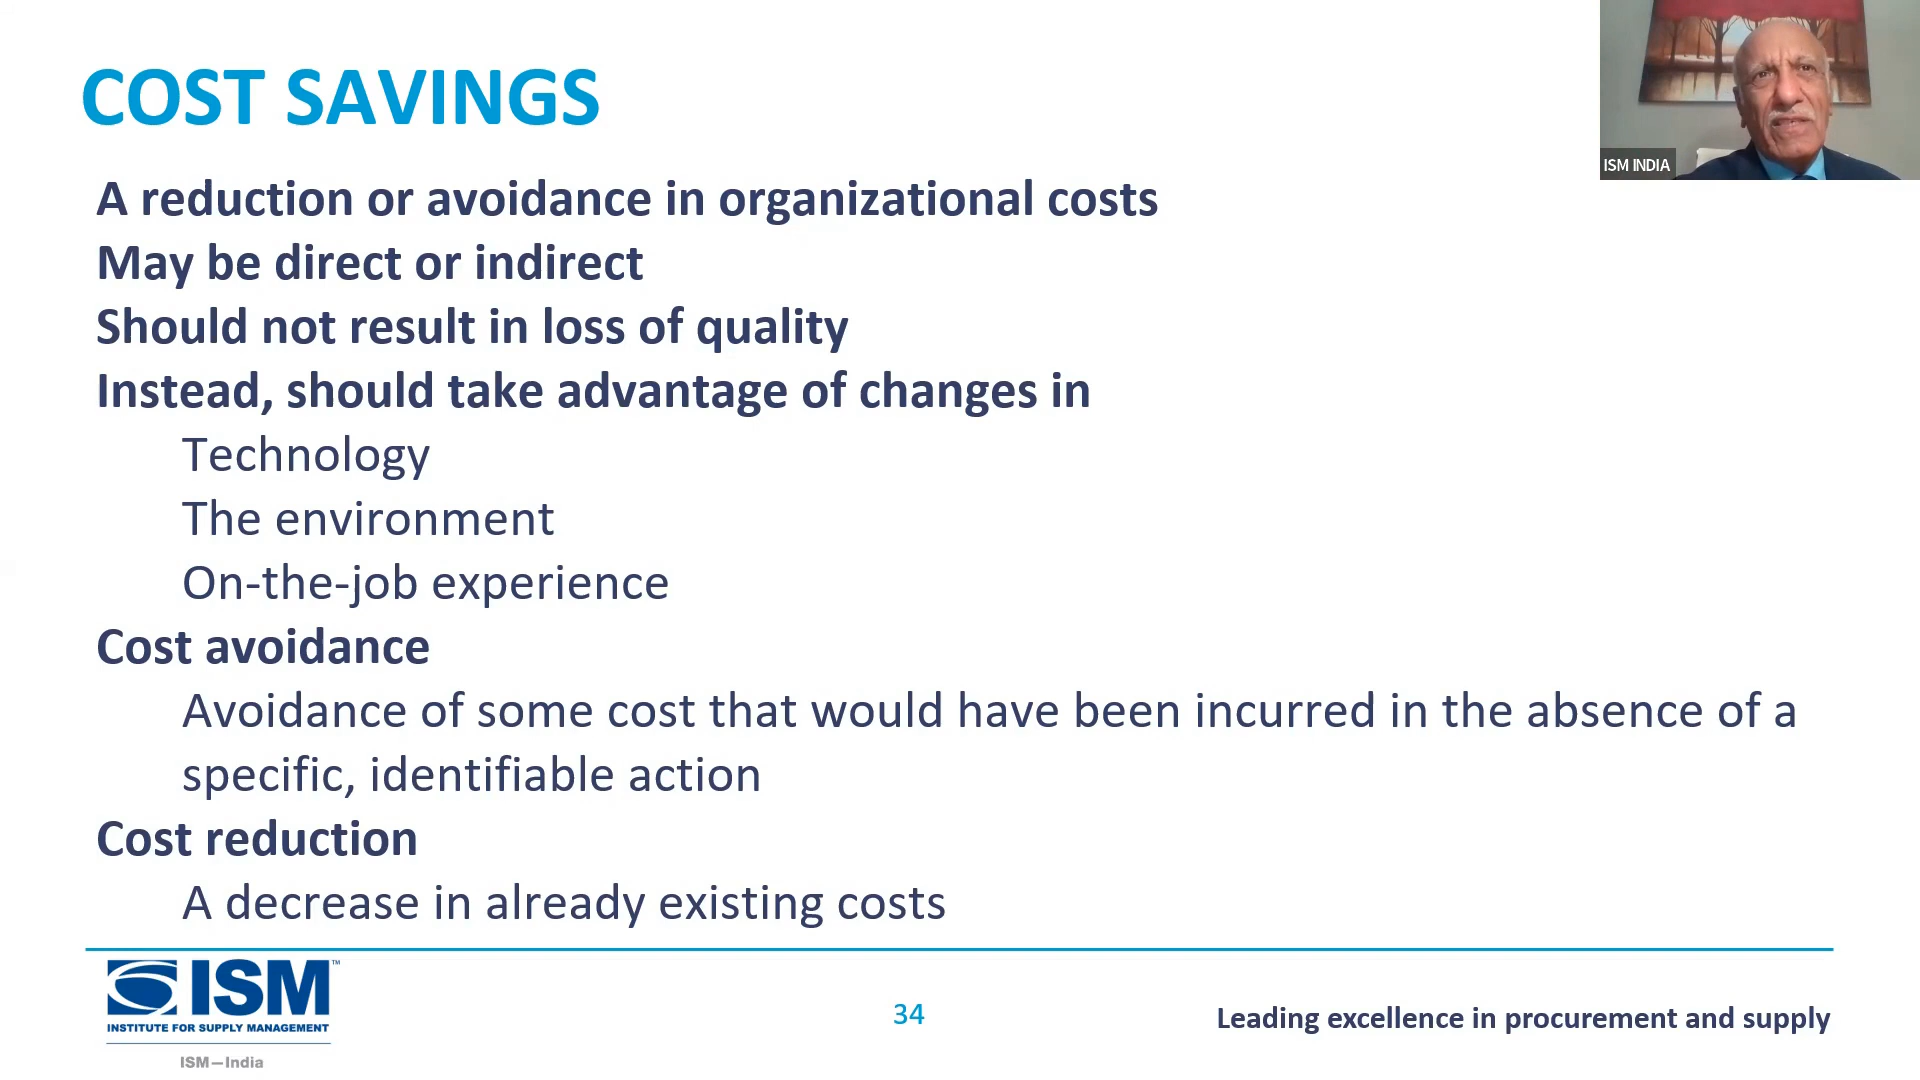 COST SAVINGS
ISM INDIA
A reduction or avoidance in organizational costs
May be direct or indirect
Should not result in loss of quality
Instead, should take advantage of changes in
Technology
The environment
On-the-job experience
Cost avoidance
Avoidance of some cost that would have been incurred in the absence of a
specific, identifiable action
Cost reduction
A decrease in already existing costs
ISM™
INSTITUTE FOR SUPPLY MANAGEMENT
ISM—India
34
Leading excellence in procurement and supply